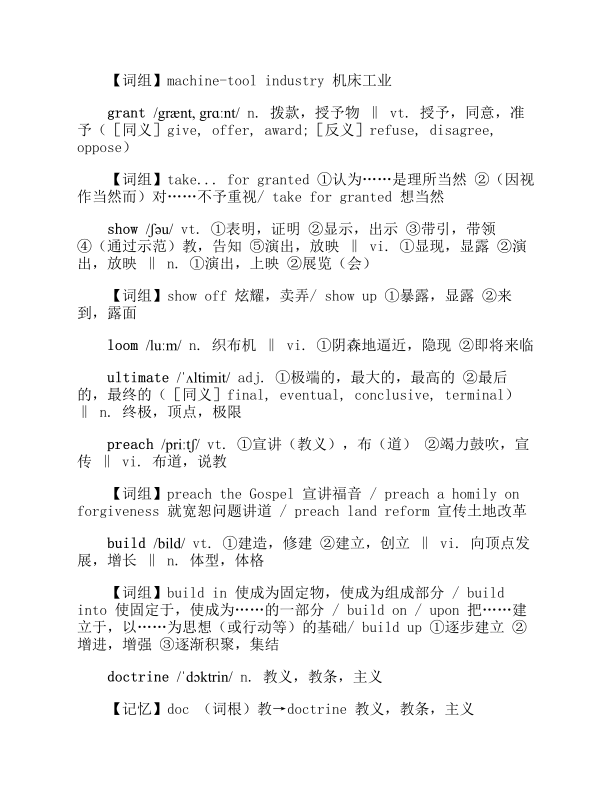 【词组】machine-tool industry 机床工业
grant /grænt, grɑːnt/ n. 拨款，授予物 ‖ vt. 授予，同意，准
予（［同义］give, offer, award;［反义］refuse, disagree,
oppose）
【词组】take... for granted ①认为……是理所当然 ②（因视
作当然而）对……不予重视/ take for granted 想当然
show /ʃəu/ vt. ①表明，证明 ②显示，出示 ③带引，带领
④（通过示范）教，告知 ⑤演出，放映 ‖ vi. ①显现，显露 ②演
出，放映 ‖ n. ①演出，上映 ②展览（会）
【词组】show off 炫耀，卖弄/ show up ①暴露，显露 ②来
到，露面
loom /luːm/ n. 织布机 ‖ vi. ①阴森地逼近，隐现 ②即将来临
ultimate /ˈʌltimit/ adj. ①极端的，最大的，最高的 ②最后
的，最终的（［同义］final, eventual, conclusive, terminal）
‖ n. 终极，顶点，极限
preach /priːtʃ/ vt. ①宣讲（教义），布（道） ②竭力鼓吹，宣
传 ‖ vi. 布道，说教
【词组】preach the Gospel 宣讲福音 / preach a homily on
forgiveness 就宽恕问题讲道 / preach land reform 宣传土地改革
build /bild/ vt. ①建造，修建 ②建立，创立 ‖ vi. 向顶点发
展，增长 ‖ n. 体型，体格
【词组】build in 使成为固定物，使成为组成部分 / build
into 使固定于，使成为……的一部分 / build on / upon 把……建
立于，以……为思想（或行动等）的基础/ build up ①逐步建立 ②
增进，增强 ③逐渐积聚，集结
doctrine /ˈdɔktrin/ n. 教义，教条，主义
【记忆】doc （词根）教→doctrine 教义，教条，主义